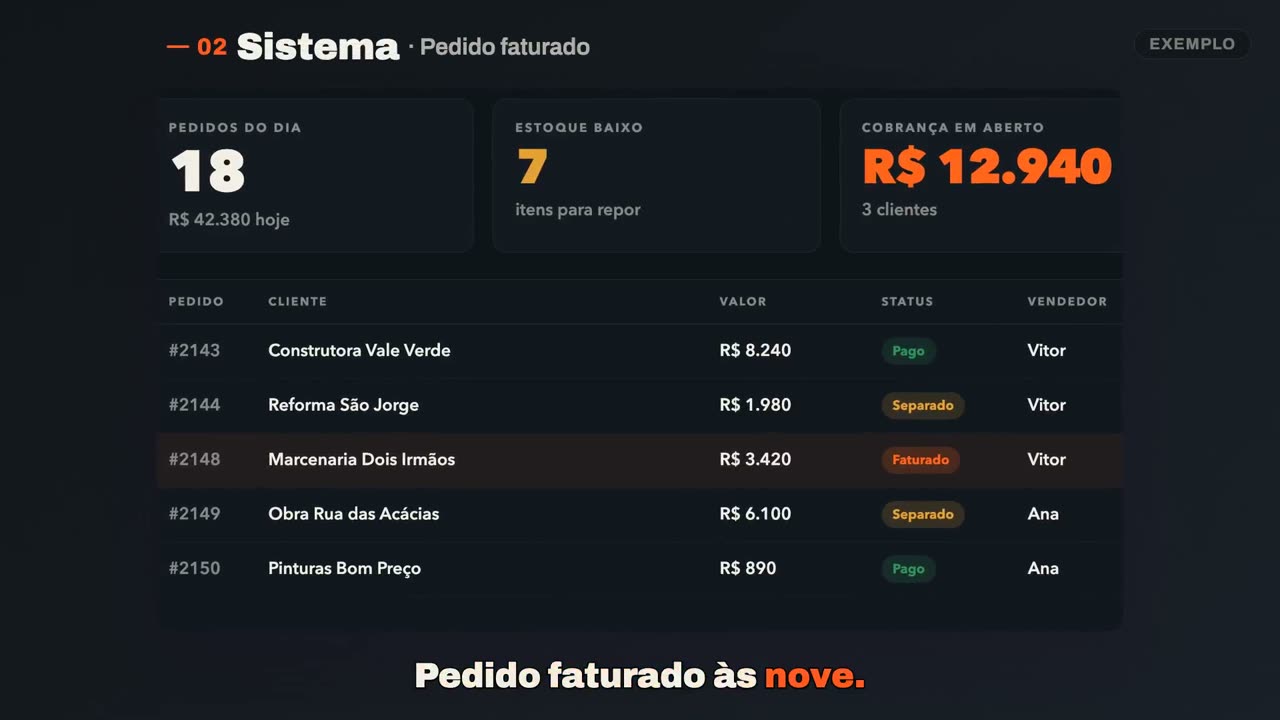 — 02 Sistema · Pedido faturado
EXEMPLO
PEDIDOS DO DIA
18
R$ 42.380 hoje
ESTOQUE BAIXO
7
itens para repor
COBRANÇA EM ABERTO
R$ 12.940
3 clientes
PEDIDO CLIENTE VALOR STATUS VENDEDOR
#2143 Construtora Vale Verde R$ 8.240 Pago Vitor
#2144 Reforma São Jorge R$ 1.980 Separado Vitor
#2148 Marcenaria Dois Irmãos R$ 3.420 Faturado Vitor
#2149 Obra Rua das Acácias R$ 6.100 Separado Ana
#2150 Pinturas Bom Preço R$ 890 Pago Ana
Pedido faturado às nove.